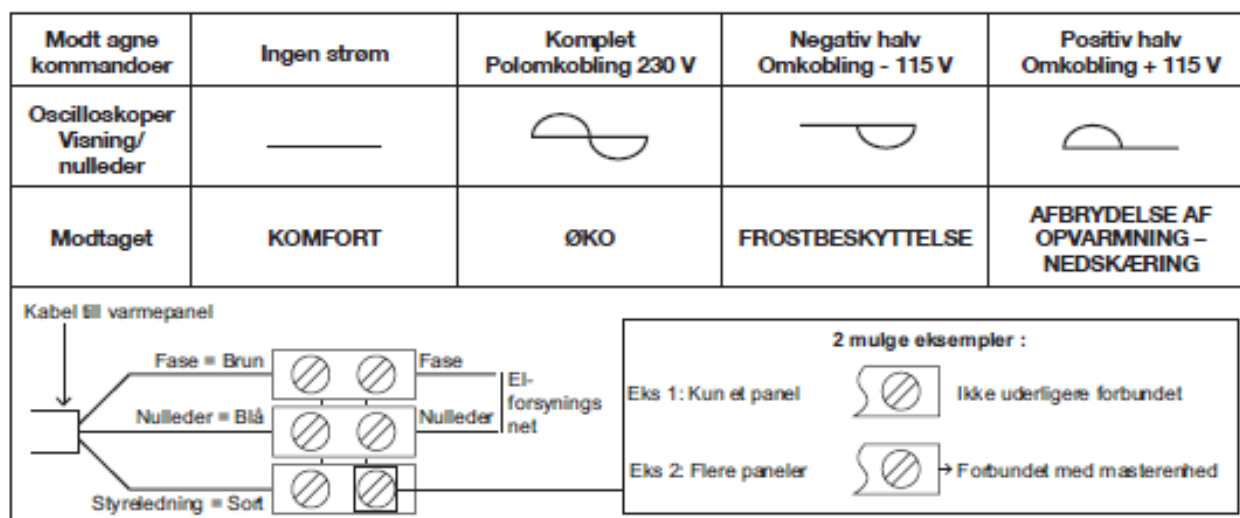 Modt agne
kommandoer
Ingen strøm
Komplet
Polomkobling 230 V
Negativ halv
Omkobling - 115 V
Positiv halv
Omkobling + 115 V
Oscilloskoper
Visning/
nulleder
Modtaget
KOMFORT
ØKO
FROSTBESKYTTELSE
AFBRYDELSE AF
OPVARMNING –
NEDSKÆRING
Kabel till varmepanel
Fase = Brun
Fase
Nulleder = Blå
Nulleder
El-
forsynings
net
Styreledning = Sort
2 mulge eksempler :
Eks 1: Kun et panel
Ikke uderligere forbundet
Eks 2: Flere paneler
Forbundet med masterenhed